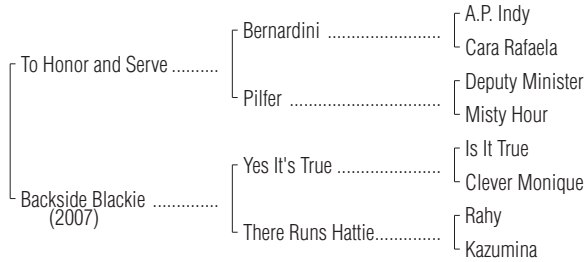 A.P. Indy
Bernardini ....................
Cara Rafaela
To Honor and Serve ..........
Deputy Minister
Pilfer ...........................
Misty Hour
Is It True
Yes It's True ..................
Clever Monique
Backside Blackie ..............
(2007)
Rahy
There Runs Hattie..............
Kazumina